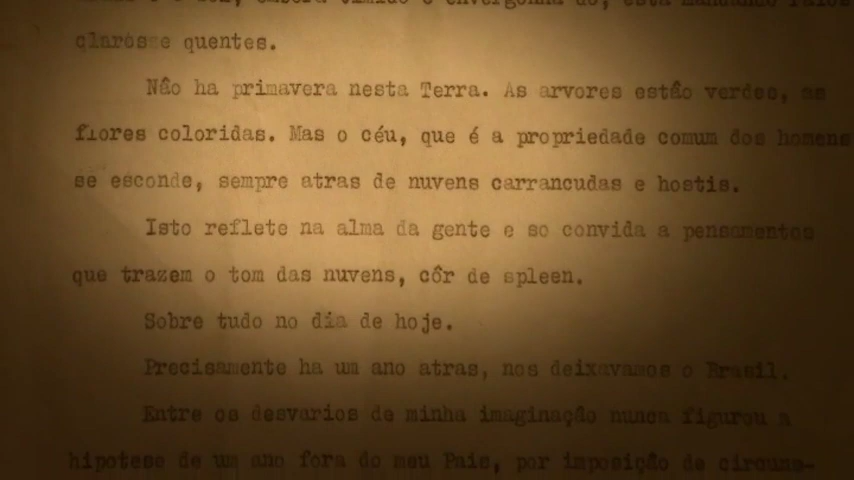 claros e quentes.
Não ha primavera nesta Terra. As arvores estão verdes, as
flores coloridas. Mas o céu, que é a propriedade comum dos homens
se esconde, sempre atras de nuvens carrancudas e hostis.
Isto reflete na alma da gente e so convida a pensamentos
que trazem o tom das nuvens, côr de spleen.
Sobre tudo no dia de hoje.
Precisamente ha um ano atras, nos deixavamos o Brasil.
Entre os desvarios de minha imaginação nunca figurou a
hipotese de um ano fora do meu Pais, por imposição de circuns-